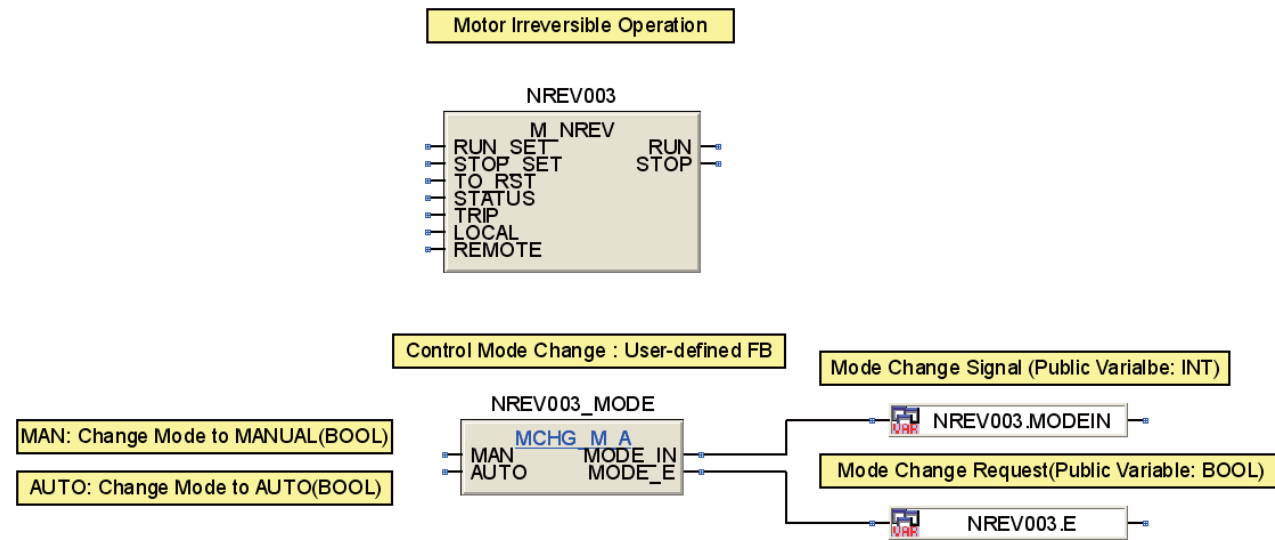 Motor Irreversible Operation
NREV003
M_NREV
RUN_SET RUN
STOP_SET STOP
TO_RST
STATUS
TRIP
LOCAL
REMOTE
Control Mode Change : User-defined FB
Mode Change Signal (Public Varialbe: INT)
NREV003_MODE
NREV003.MODEIN
VAR
MAN: Change Mode to MANUAL(BOOL)
MCHG_M_A
MAN MODE_IN
AUTO MODE_E
Mode Change Request(Public Variable: BOOL)
AUTO: Change Mode to AUTO(BOOL)
NREV003.E
VAR